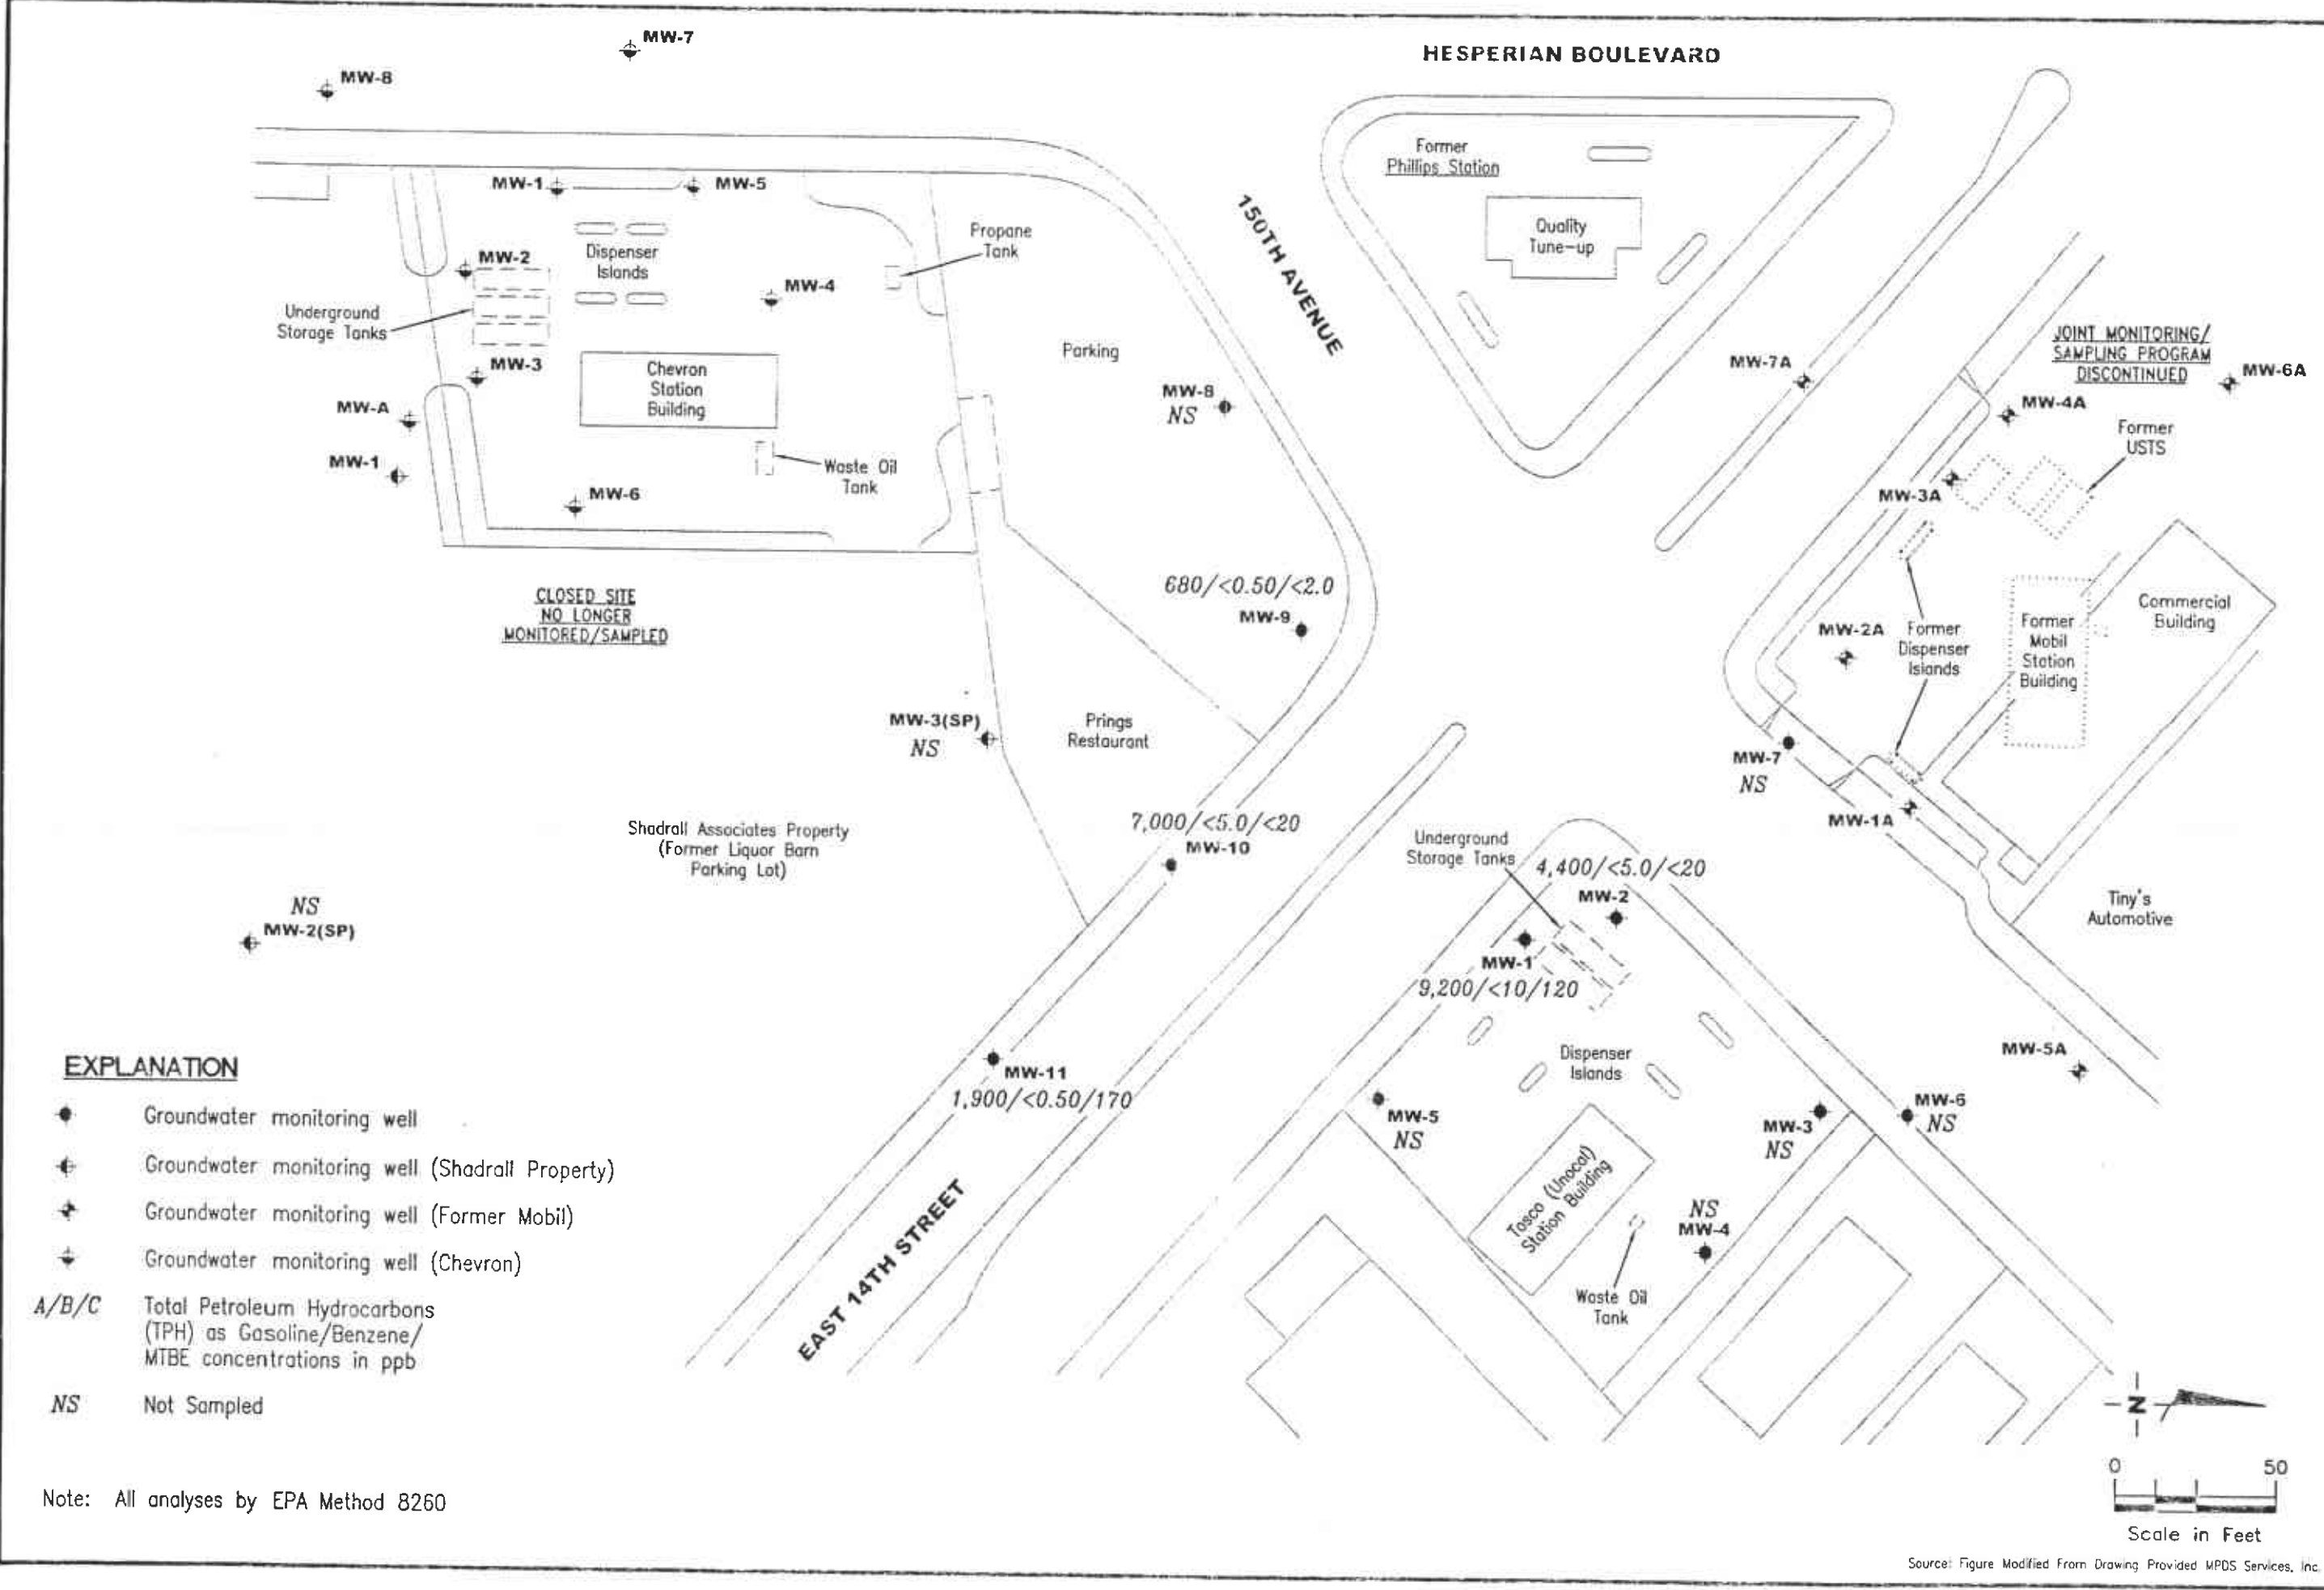 MW-7
HESPERIAN BOULEVARD
MW-8
Former
Phillips Station
MW-1
MW-5
150TH AVENUE
Quality
Tune-up
Propane
Tank
Dispenser
Islands
MW-2
MW-4
Underground
Storage Tanks
JOINT MONITORING/
SAMPLING PROGRAM
DISCONTINUED
MW-7A
MW-6A
Parking
MW-3
Chevron
Station
Building
MW-8
NS
MW-4A
MW-A
Former
USTS
MW-1
Waste Oil
Tank
MW-6
MW-3A
680/<0.50/<2.0
MW-9
CLOSED SITE
NO LONGER
MONITORED/SAMPLED
Commercial
Building
MW-2A
Former
Dispenser
Islands
Former
Mobil
Station
Building
MW-3(SP)
NS
Prings
Restaurant
MW-7
NS
7,000/<5.0/<20
MW-10
MW-1A
Shadrall Associates Property
(Former Liquor Barn
Parking Lot)
Underground
Storage Tanks
4,400/<5.0/<20
MW-2
Tiny's
Automotive
NS
MW-2(SP)
MW-1
9,200/<10/120
MW-11
1,900/<0.50/170
Dispenser
Islands
MW-5A
MW-5
NS
MW-3
NS
MW-6
NS
Tosco (Unocal)
Station Building
NS
MW-4
EAST 14TH STREET
Waste Oil
Tank
EXPLANATION
Groundwater monitoring well
Groundwater monitoring well (Shadrall Property)
Groundwater monitoring well (Former Mobil)
Groundwater monitoring well (Chevron)
A/B/C Total Petroleum Hydrocarbons
(TPH) as Gasoline/Benzene/
MTBE concentrations in ppb
NS Not Sampled
Note: All analyses by EPA Method 8260
N
0 50
Scale in Feet
Source: Figure Modified From Drawing Provided MPDS Services, Inc.